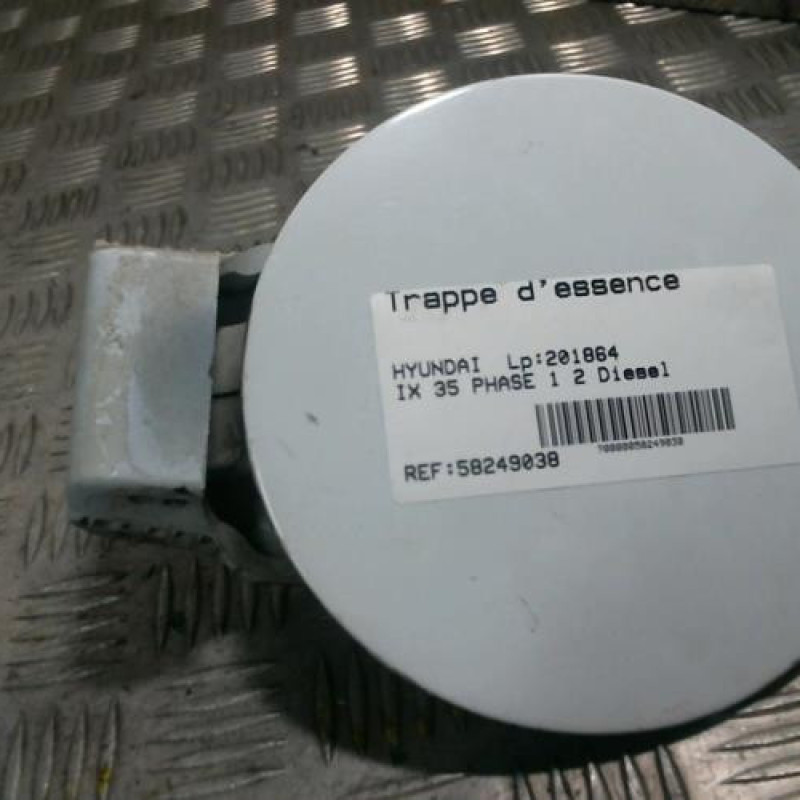 Trappe d'essence
HYUNDAI Lp:201864
IX 35 PHASE 1 2 Diesel
REF:58249038